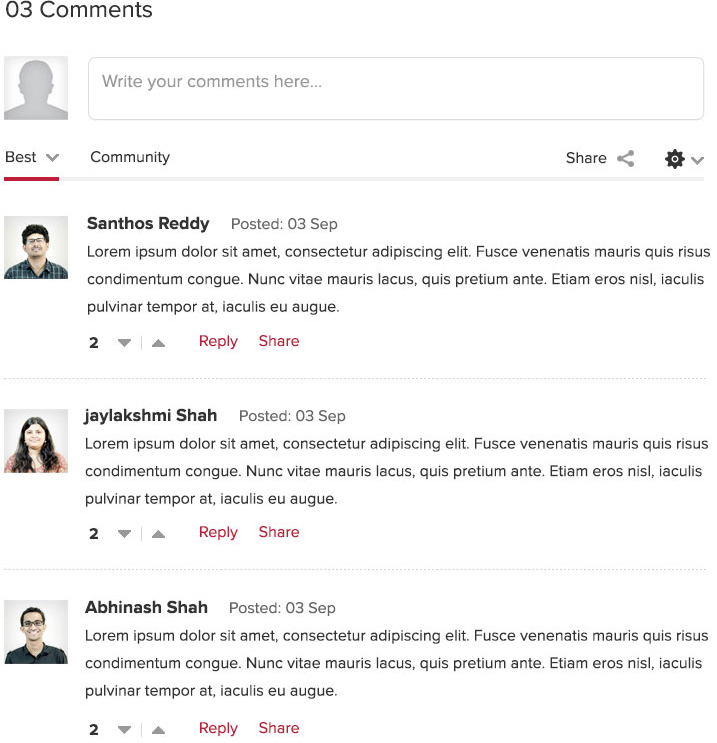 03 Comments
Write your comments here...
Best Community Share
Santhos Reddy Posted: 03 Sep
Lorem ipsum dolor sit amet, consectetur adipiscing elit. Fusce venenatis mauris quis risus
condimentum congue. Nunc vitae mauris lacus, quis pretium ante. Etiam eros nisl, iaculis
pulvinar tempor at, iaculis eu augue.
2 Reply Share
jaylakshmi Shah Posted: 03 Sep
Lorem ipsum dolor sit amet, consectetur adipiscing elit. Fusce venenatis mauris quis risus
condimentum congue. Nunc vitae mauris lacus, quis pretium ante. Etiam eros nisl, iaculis
pulvinar tempor at, iaculis eu augue.
2 Reply Share
Abhinash Shah Posted: 03 Sep
Lorem ipsum dolor sit amet, consectetur adipiscing elit. Fusce venenatis mauris quis risus
condimentum congue. Nunc vitae mauris lacus, quis pretium ante. Etiam eros nisl, iaculis
pulvinar tempor at, iaculis eu augue.
2 Reply Share